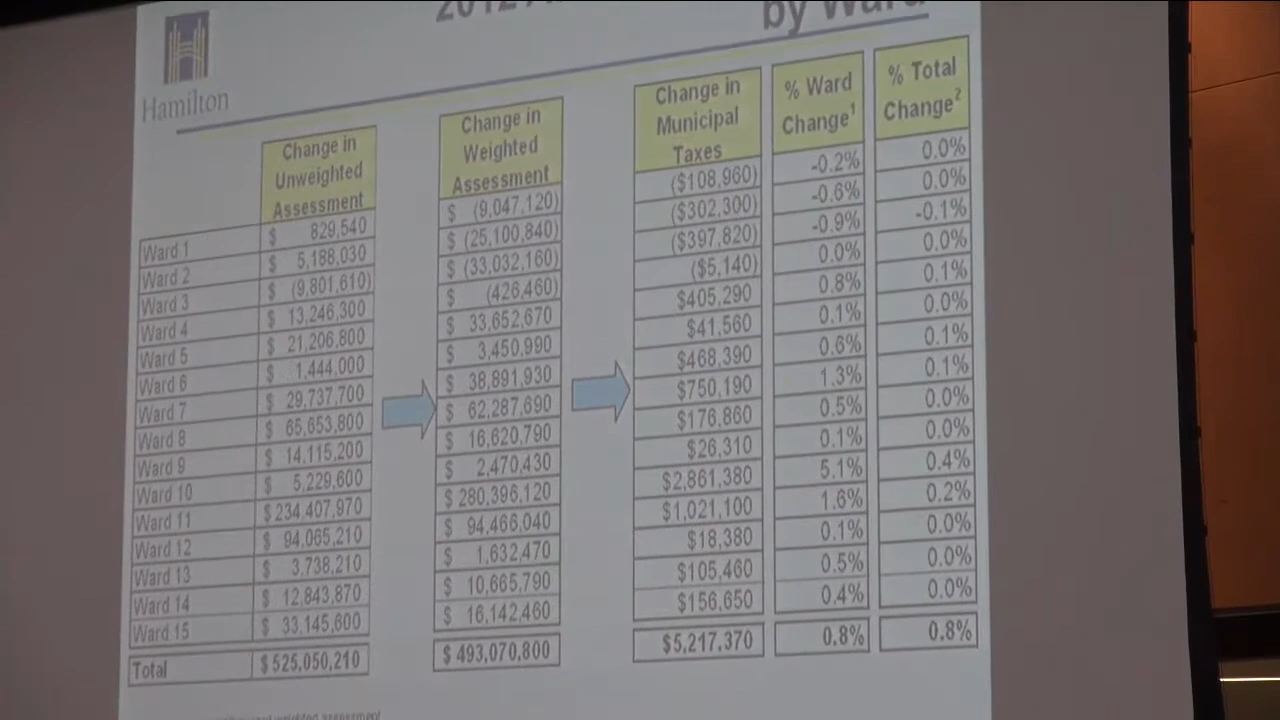 2012
by Ward
Hamilton
Change in Unweighted Assessment | Change in Weighted Assessment | Change in Municipal Taxes | % Ward Change¹ | % Total Change²
Ward 1 $ 829,540 $ (9,047,120) ($108,960) -0.2% 0.0%
Ward 2 $ 5,188,030 $ (25,100,840) ($302,300) -0.6% 0.0%
Ward 3 $ (9,801,610) $ (33,032,160) ($397,820) -0.9% -0.1%
Ward 4 $ 13,246,300 $ (426,460) ($5,140) 0.0% 0.0%
Ward 5 $ 21,206,800 $ 33,652,670 $405,290 0.8% 0.1%
Ward 6 $ 1,444,000 $ 3,450,990 $41,560 0.1% 0.0%
Ward 7 $ 29,737,700 $ 38,891,930 $468,390 0.6% 0.1%
Ward 8 $ 65,653,800 $ 62,287,690 $750,190 1.3% 0.1%
Ward 9 $ 14,115,200 $ 16,620,790 $176,860 0.5% 0.0%
Ward 10 $ 5,229,600 $ 2,470,430 $26,310 0.1% 0.0%
Ward 11 $ 234,407,970 $ 280,396,120 $2,861,380 5.1% 0.4%
Ward 12 $ 94,065,210 $ 94,466,040 $1,021,100 1.6% 0.2%
Ward 13 $ 3,738,210 $ 1,632,470 $18,380 0.1% 0.0%
Ward 14 $ 12,843,870 $ 10,665,790 $105,460 0.5% 0.0%
Ward 15 $ 33,145,600 $ 16,142,460 $156,650 0.4% 0.0%
Total $ 525,050,210 $ 493,070,800 $5,217,370 0.8% 0.8%
weighted assessment